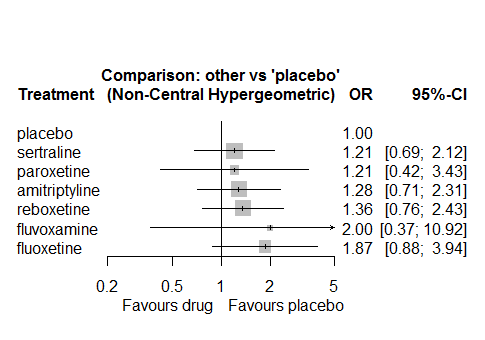 Comparison: other vs 'placebo'
Treatment (Non-Central Hypergeometric) OR 95%-CI
placebo 1.00
sertraline 1.21 [0.69; 2.12]
paroxetine 1.21 [0.42; 3.43]
amitriptyline 1.28 [0.71; 2.31]
reboxetine 1.36 [0.76; 2.43]
fluvoxamine 2.00 [0.37; 10.92]
fluoxetine 1.87 [0.88; 3.94]
0.2 0.5 1 2 5
Favours drug Favours placebo